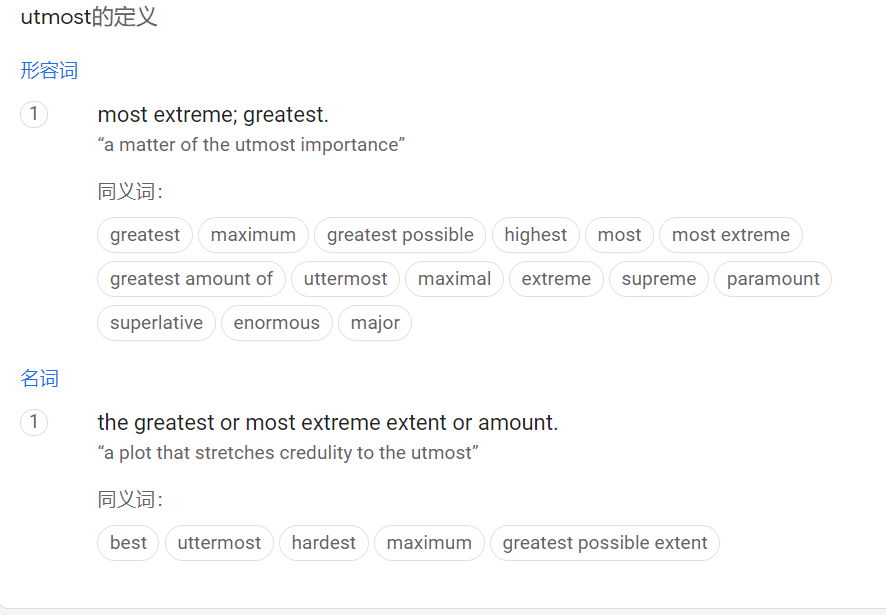 utmost的定义
形容词
1 most extreme; greatest.
“a matter of the utmost importance”
同义词：
greatest maximum greatest possible highest most most extreme
greatest amount of uttermost maximal extreme supreme paramount
superlative enormous major
名词
1 the greatest or most extreme extent or amount.
“a plot that stretches credulity to the utmost”
同义词：
best uttermost hardest maximum greatest possible extent